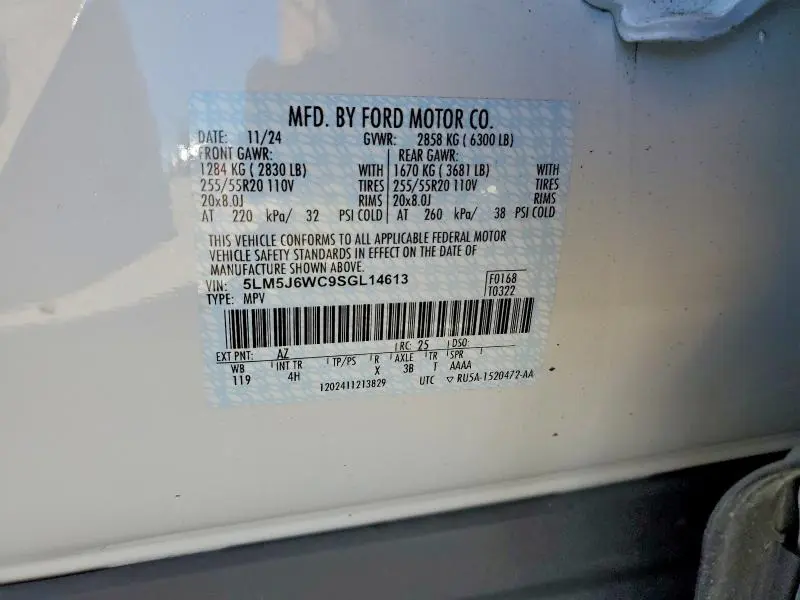 MFD. BY FORD MOTOR CO.
DATE: 11/24 GVWR: 2858 KG ( 6300 LB)
FRONT GAWR: REAR GAWR:
1284 KG ( 2830 LB) WITH 1670 KG ( 3681 LB) WITH
255/55R20 110V TIRES 255/55R20 110V TIRES
20x8.0J RIMS 20x8.0J RIMS
AT 220 kPa/ 32 PSI COLD AT 260 kPa/ 38 PSI COLD
THIS VEHICLE CONFORMS TO ALL APPLICABLE FEDERAL MOTOR
VEHICLE SAFETY STANDARDS IN EFFECT ON THE DATE OF
MANUFACTURE SHOWN ABOVE.
VIN: 5LM5J6WC9SGL14613 F0168
TYPE: MPV T0322
EXT PNT: AZ RC: 25 DSO:
WB INT TR TP/PS R AXLE TR SPR
119 4H X 3B T AAAA
1202411213829 UTC ▽ RU5A-1520472-AA